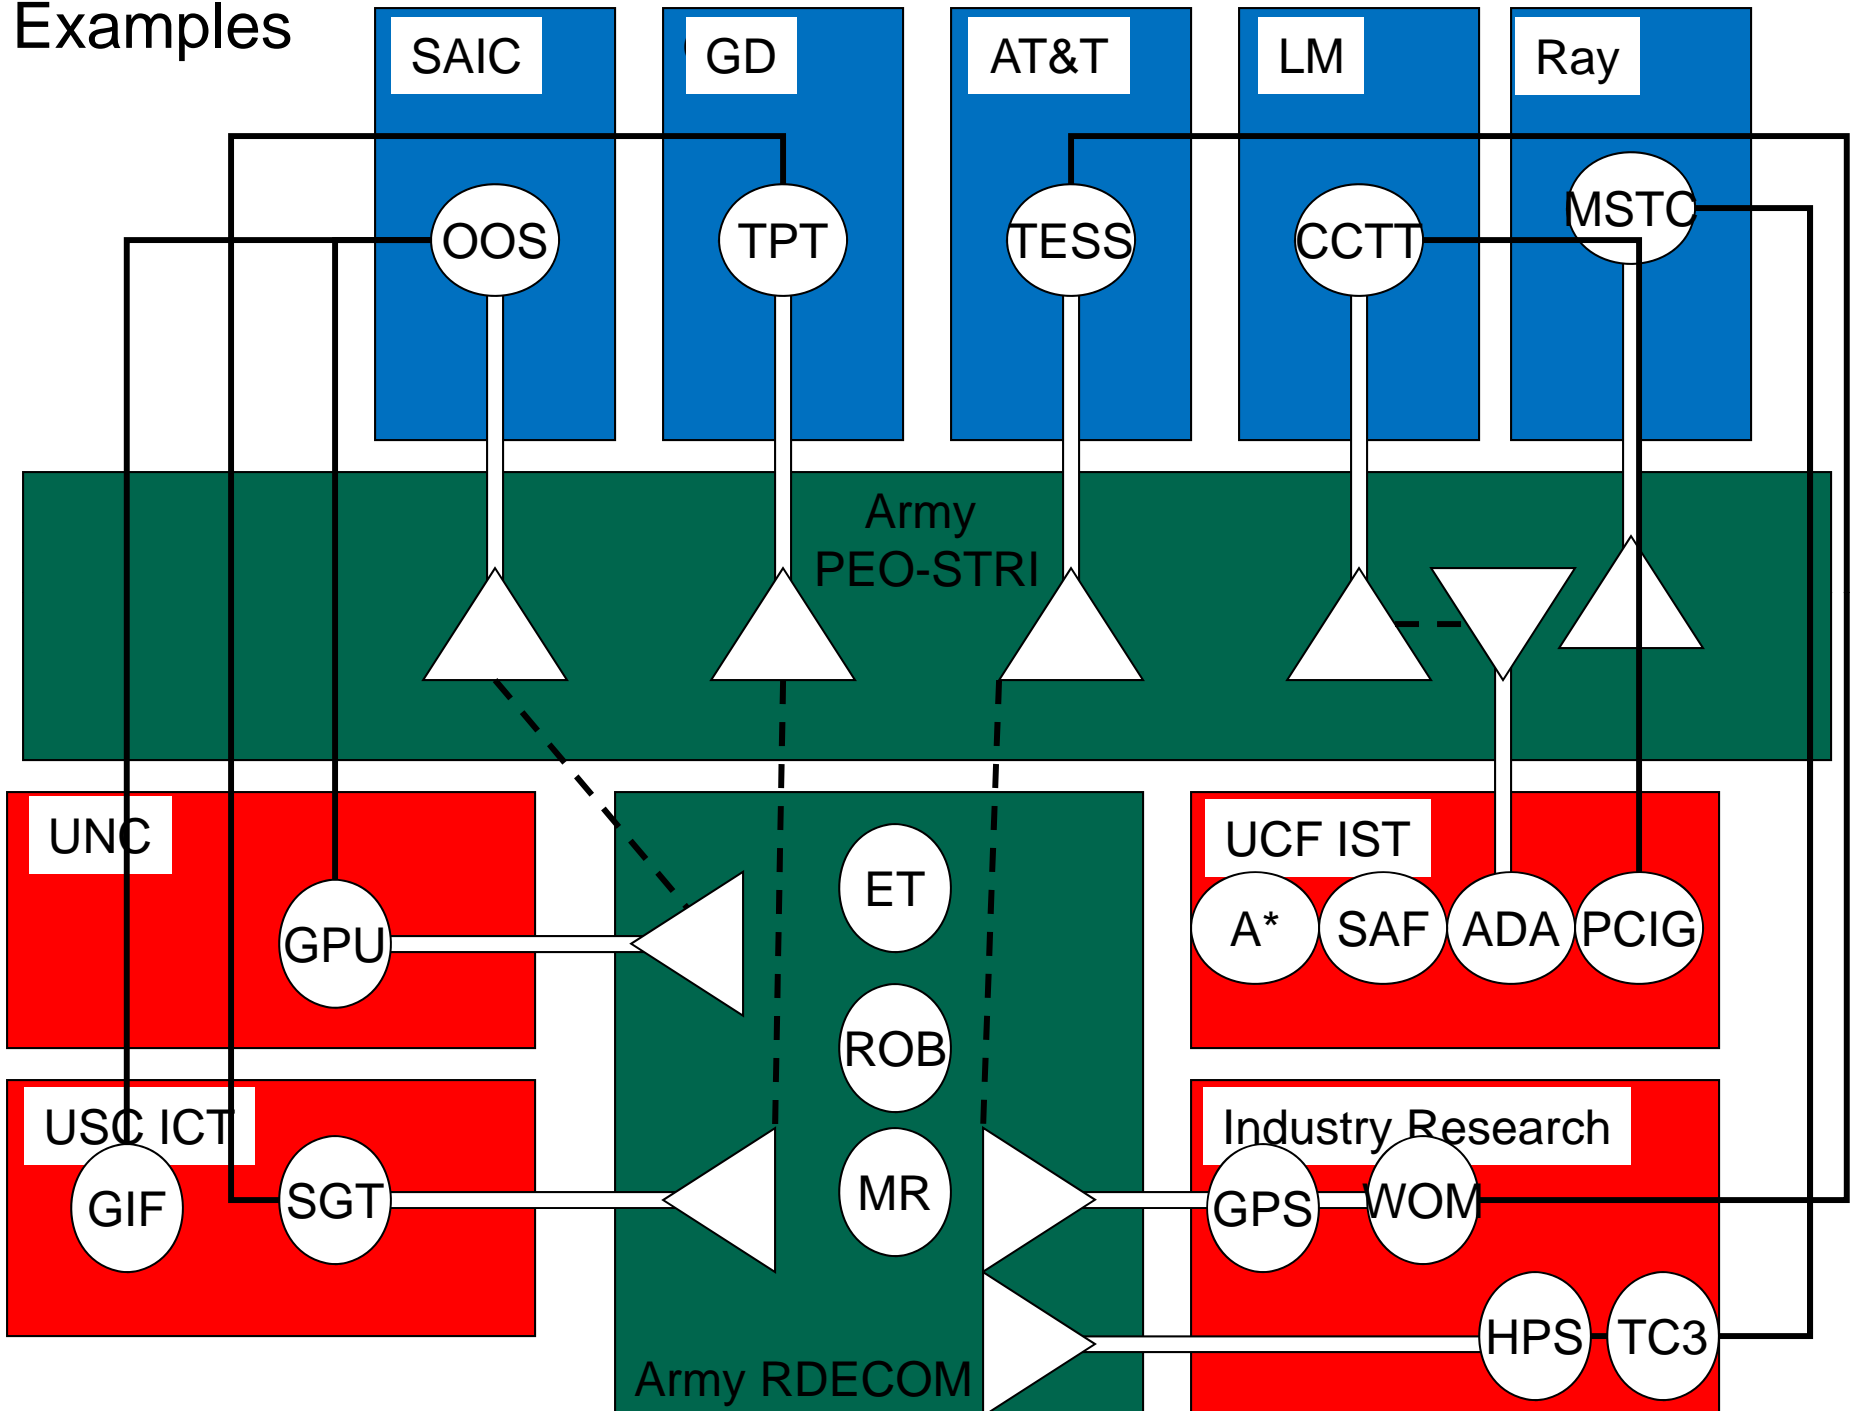 Examples
SAIC
GD
AT&T
LM
Ray
OOS
TPT
TESS
CCTT
MSTC
Army
PEO-STRI
UNC
GPU
ET
ROB
MR
UCF IST
A*
SAF
ADA
PCIG
USC ICT
GIF
SGT
Industry Research
GPS
WOM
HPS
TC3
Army RDECOM